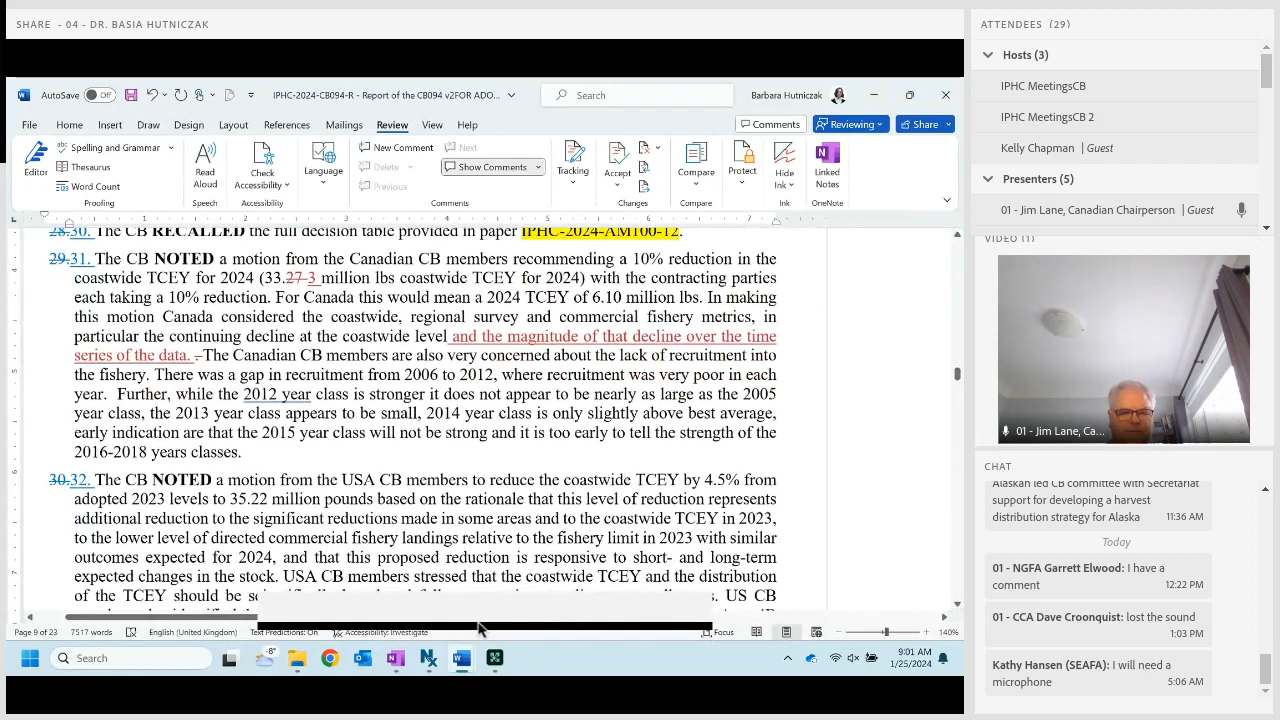 SHARE - 04 - DR. BASIA HUTNICZAK
AutoSave Off
IPHC-2024-CB094-R - Report of the CB094 v2FOR ADO...
Search
Barbara Hutniczak
File Home Insert Draw Design Layout References Mailings Review View Help
Comments Reviewing Share
Editor
Spelling and Grammar
Thesaurus
Word Count
Proofing
Read Aloud
Speech
Check Accessibility
Accessibility
Language
New Comment
Delete
Previous
Next
Show Comments
Comments
Tracking
Accept
Changes
Compare
Compare
Protect
Hide Ink
Ink
Linked Notes
OneNote
1 2 3 4 5 6 7
28.30. The CB RECALLED the full decision table provided in paper IPHC-2024-AM100-12.
29.31. The CB NOTED a motion from the Canadian CB members recommending a 10% reduction in the
coastwide TCEY for 2024 (33.27-3 million lbs coastwide TCEY for 2024) with the contracting parties
each taking a 10% reduction. For Canada this would mean a 2024 TCEY of 6.10 million lbs. In making
this motion Canada considered the coastwide, regional survey and commercial fishery metrics, in
particular the continuing decline at the coastwide level and the magnitude of that decline over the time
series of the data. . The Canadian CB members are also very concerned about the lack of recruitment into
the fishery. There was a gap in recruitment from 2006 to 2012, where recruitment was very poor in each
year. Further, while the 2012 year class is stronger it does not appear to be nearly as large as the 2005
year class, the 2013 year class appears to be small, 2014 year class is only slightly above best average,
early indication are that the 2015 year class will not be strong and it is too early to tell the strength of the
2016-2018 years classes.
30.32. The CB NOTED a motion from the USA CB members to reduce the coastwide TCEY by 4.5% from
adopted 2023 levels to 35.22 million pounds based on the rationale that this level of reduction represents
additional reduction to the significant reductions made in some areas and to the coastwide TCEY in 2023,
to the lower level of directed commercial fishery landings relative to the fishery limit in 2023 with similar
outcomes expected for 2024, and that this proposed reduction is responsive to short- and long-term
expected changes in the stock. USA CB members stressed that the coastwide TCEY and the distribution
of the TCEY should be US CB
Page 9 of 23 7517 words English (United States) Text Predictions: On Accessibility: Investigate Focus 140%
Search
-8°
9:01 AM
1/25/2024
ATTENDEES (29)
Hosts (3)
IPHC MeetingsCB
IPHC MeetingsCB 2
Kelly Chapman | Guest
Presenters (5)
01 - Jim Lane, Canadian Chairperson | Guest
VIDEO (1)
01 - Jim Lane, Ca...
CHAT
Alaskan led CB committee with Secretariat
support for developing a harvest
distribution strategy for Alaska 11:36 AM
Today
01 - NGFA Garrett Elwood: I have a
comment 12:22 PM
01 - CCA Dave Croonquist: lost the
sound 1:03 PM
Kathy Hansen (SEAFA): I will need a
microphone 5:06 AM